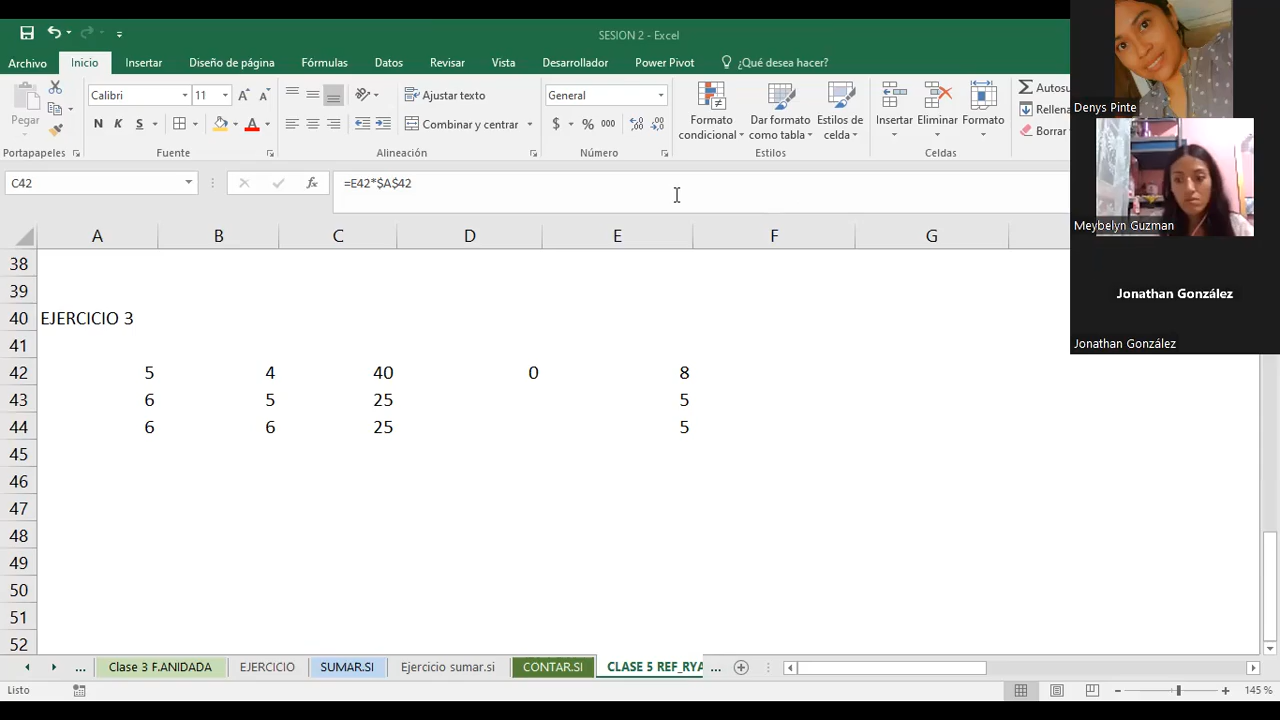 SESION 2 - Excel
Archivo Inicio Insertar Diseño de página Fórmulas Datos Revisar Vista Desarrollador Power Pivot ¿Qué desea hacer?
Calibri 11 Ajustar texto General Autosu
Pegar N K S Combinar y centrar $ % 000 Formato condicional Dar formato como tabla Estilos de celda Insertar Eliminar Formato Rellena
Borrar
Portapapeles Fuente Alineación Número Estilos Celdas
C42 fx =E42*$A$42
A B C D E F G
38
39
40 EJERCICIO 3
41
42 5 4 40 0 8
43 6 5 25 5
44 6 6 25 5
45
46
47
48
49
50
51
52
... Clase 3 F.ANIDADA EJERCICIO SUMAR.SI Ejercicio sumar.si CONTAR.SI CLASE 5 REF_RYA ...
Listo 145 %
Denys Pinte
Meybelyn Guzman
Jonathan González
Jonathan González